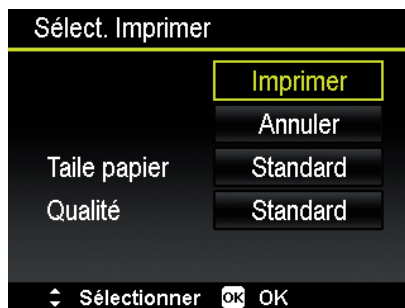 Sélect. Imprimer
Imprimer
Annuler
Taile papier Standard
Qualité Standard
Sélectionner OK OK